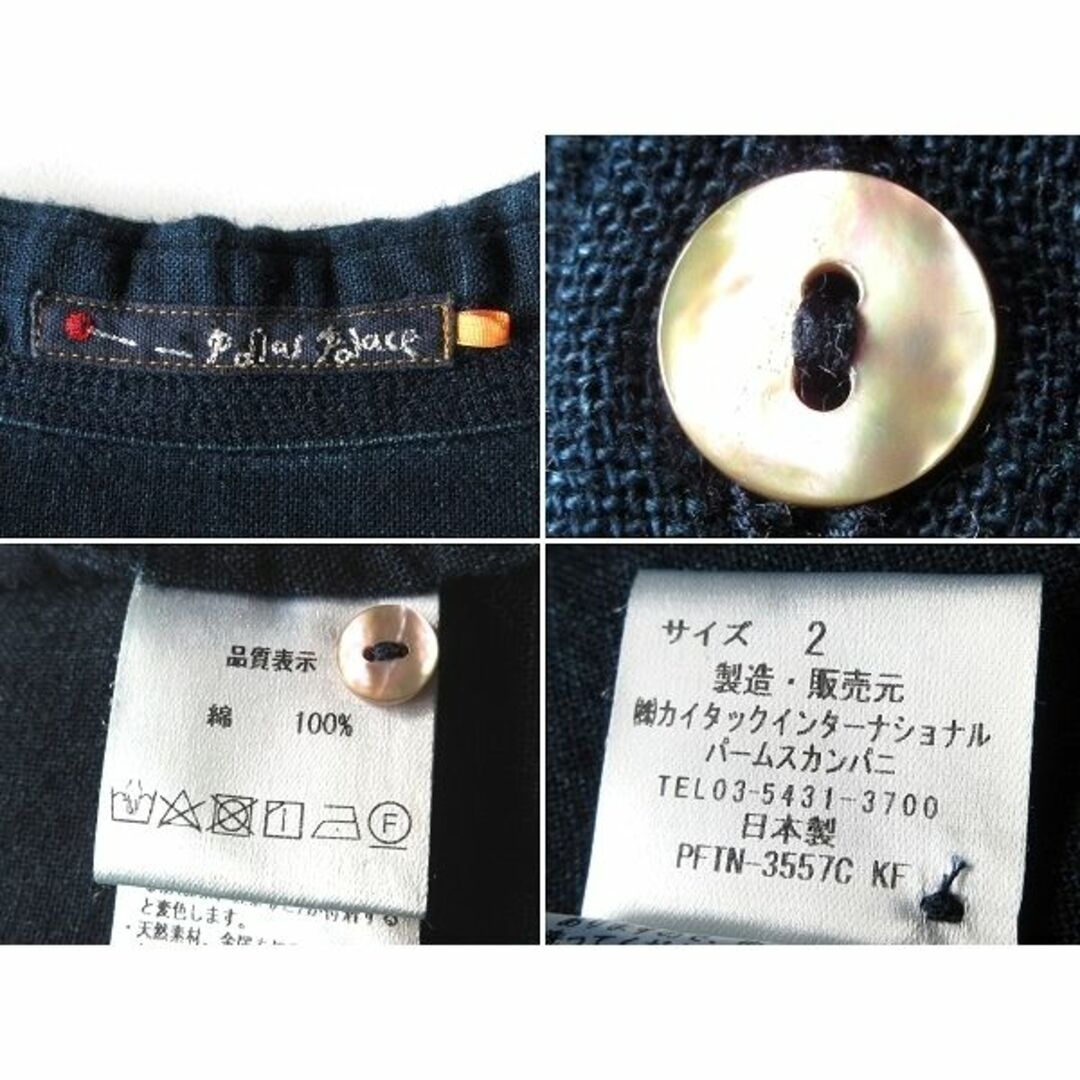 Pallas Palace
品質表示
綿 100%
F
と変色します。
・天然素材、金属
サイズ 2
製造・販売元
㈱カイタックインターナショナル
パームスカンパニ
TEL03-5431-3700
日本製
PFTN-3557C KF